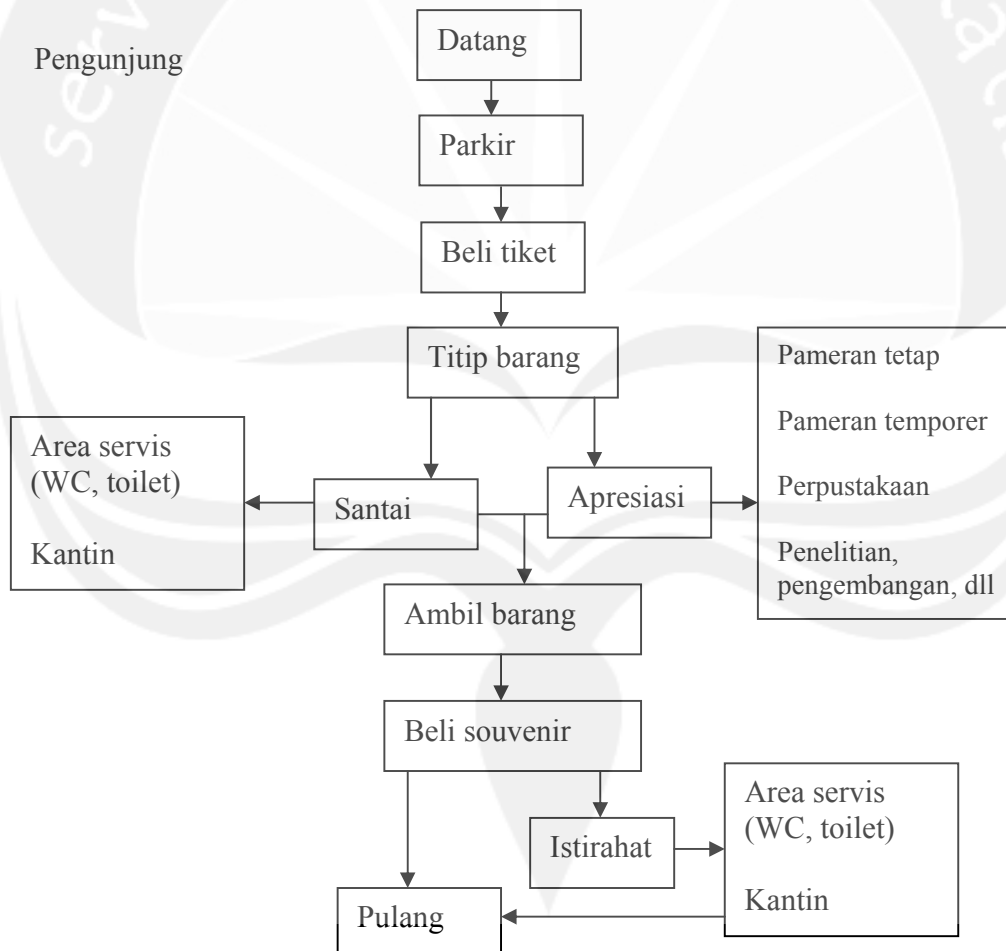 Pengunjung
Datang
Parkir
Beli tiket
Titip barang
Pameran tetap
Pameran temporer
Perpustakaan
Penelitian,
pengembangan, dll
Area servis
(WC, toilet)
Kantin
Santai
Apresiasi
Ambil barang
Beli souvenir
Istirahat
Area servis
(WC, toilet)
Kantin
Pulang